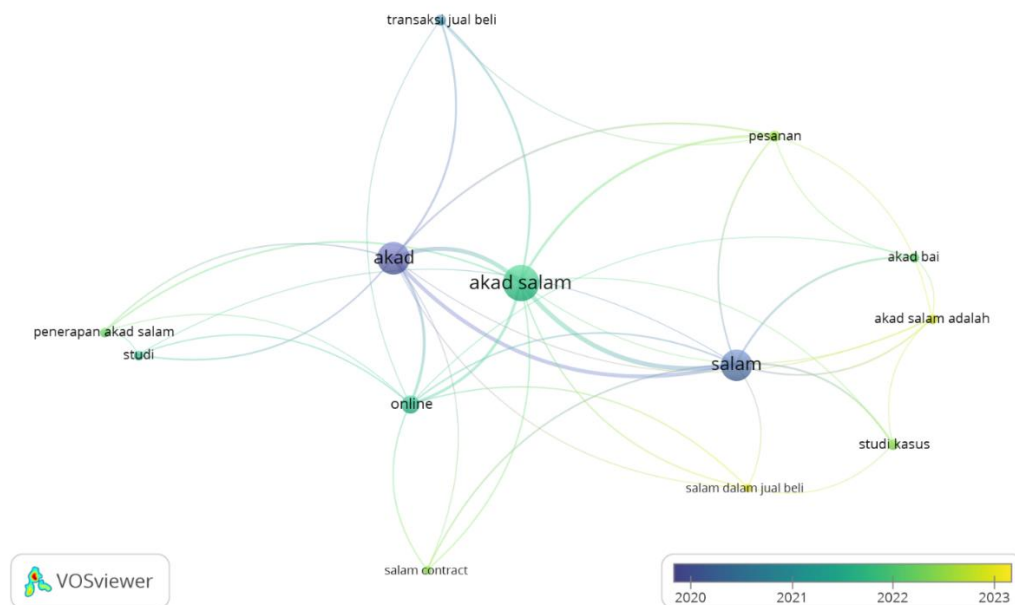 transaksi jual beli
pesanan
akad
akad bai
akad salam
akad salam adalah
penerapan akad salam
studi
salam
online
studi kasus
salam dalam jual beli
salam contract
VOSviewer
2020 2021 2022 2023